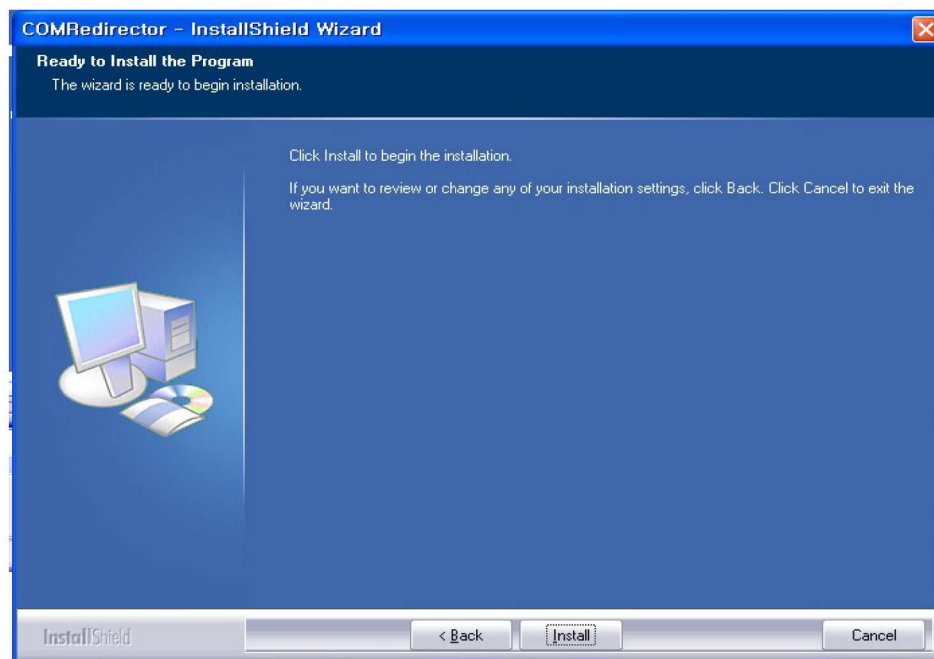 COMRedirector - InstallShield Wizard
Ready to Install the Program
The wizard is ready to begin installation.
Click Install to begin the installation.
If you want to review or change any of your installation settings, click Back. Click Cancel to exit the
wizard.
InstallShield
< Back
Install
Cancel